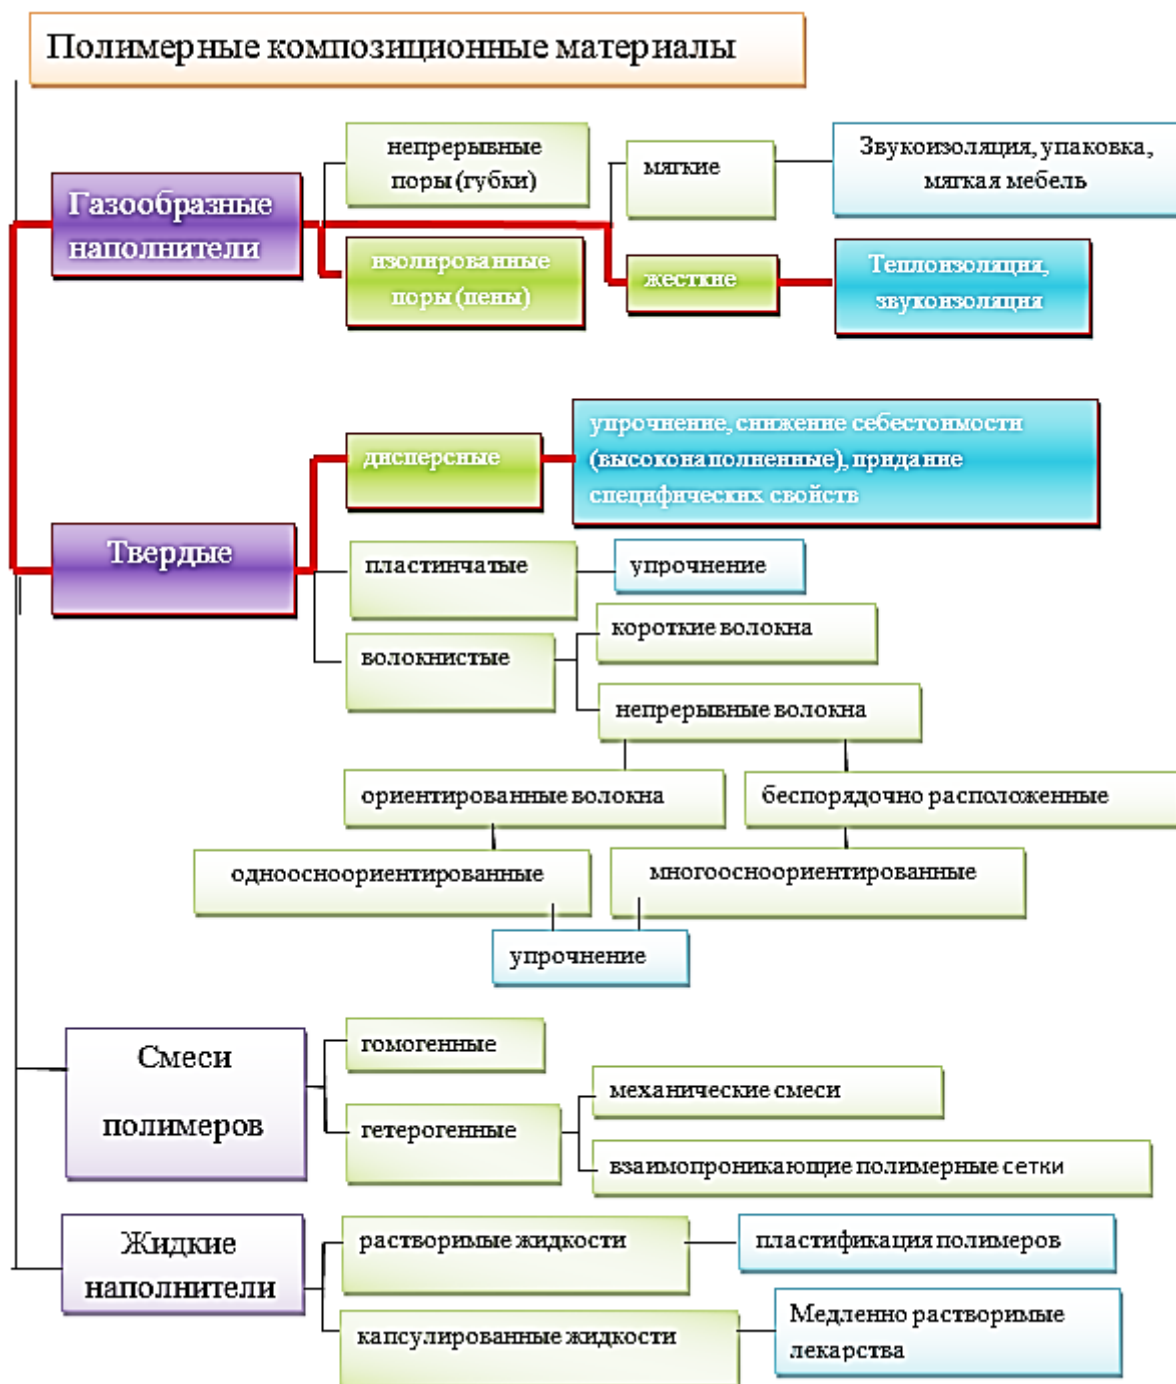 Полимерные композиционные материалы
непрерывные
поры (губки)
мягкие
Звукоизоляция, упаковка,
мягкая мебель
Газообразные
наполнители
изолированные
поры (пены)
жесткие
Теплоизоляция,
звукоизоляция
дисперсные
упрочнение, снижение себестоимости
(высоконаполненные), придание
специфических свойств
Твердые
пластинчатые
упрочнение
волокнистые
короткие волокна
непрерывные волокна
ориентированные волокна
беспорядочно расположенные
одноосноориентированные
многоосноориентированные
упрочнение
Смеси
полимеров
гомогенные
гетерогенные
механические смеси
взаимопроникающие полимерные сетки
Жидкие
наполнители
растворимые жидкости
пластификация полимеров
капсулированные жидкости
Медленно растворимые
лекарства